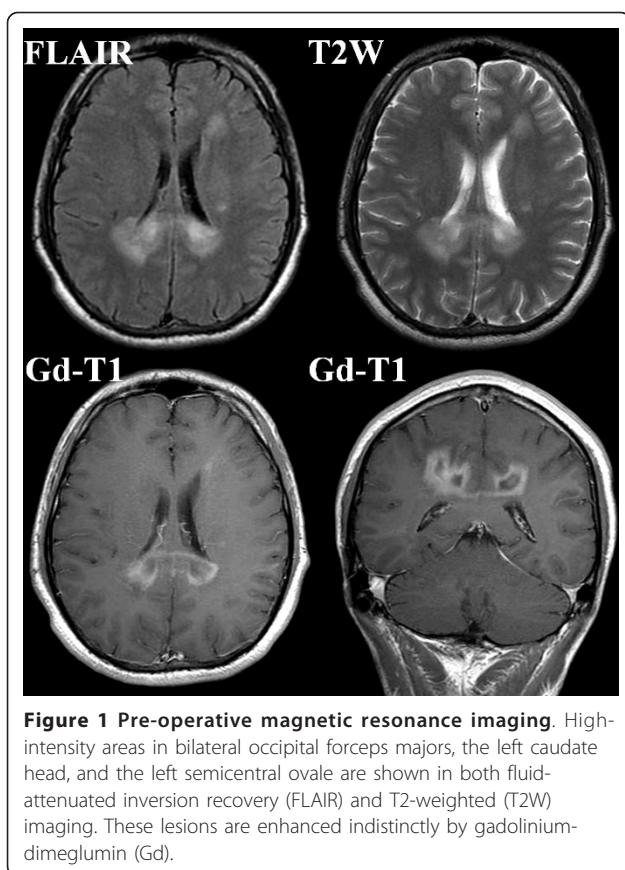 FLAIR
T2W
Gd-T1
Gd-T1
Figure 1 Pre-operative magnetic resonance imaging. High-
intensity areas in bilateral occipital forceps majors, the left caudate
head, and the left semicentral ovale are shown in both fluid-
attenuated inversion recovery (FLAIR) and T2-weighted (T2W)
imaging. These lesions are enhanced indistinctly by gadolinium-
dimeglumin (Gd).